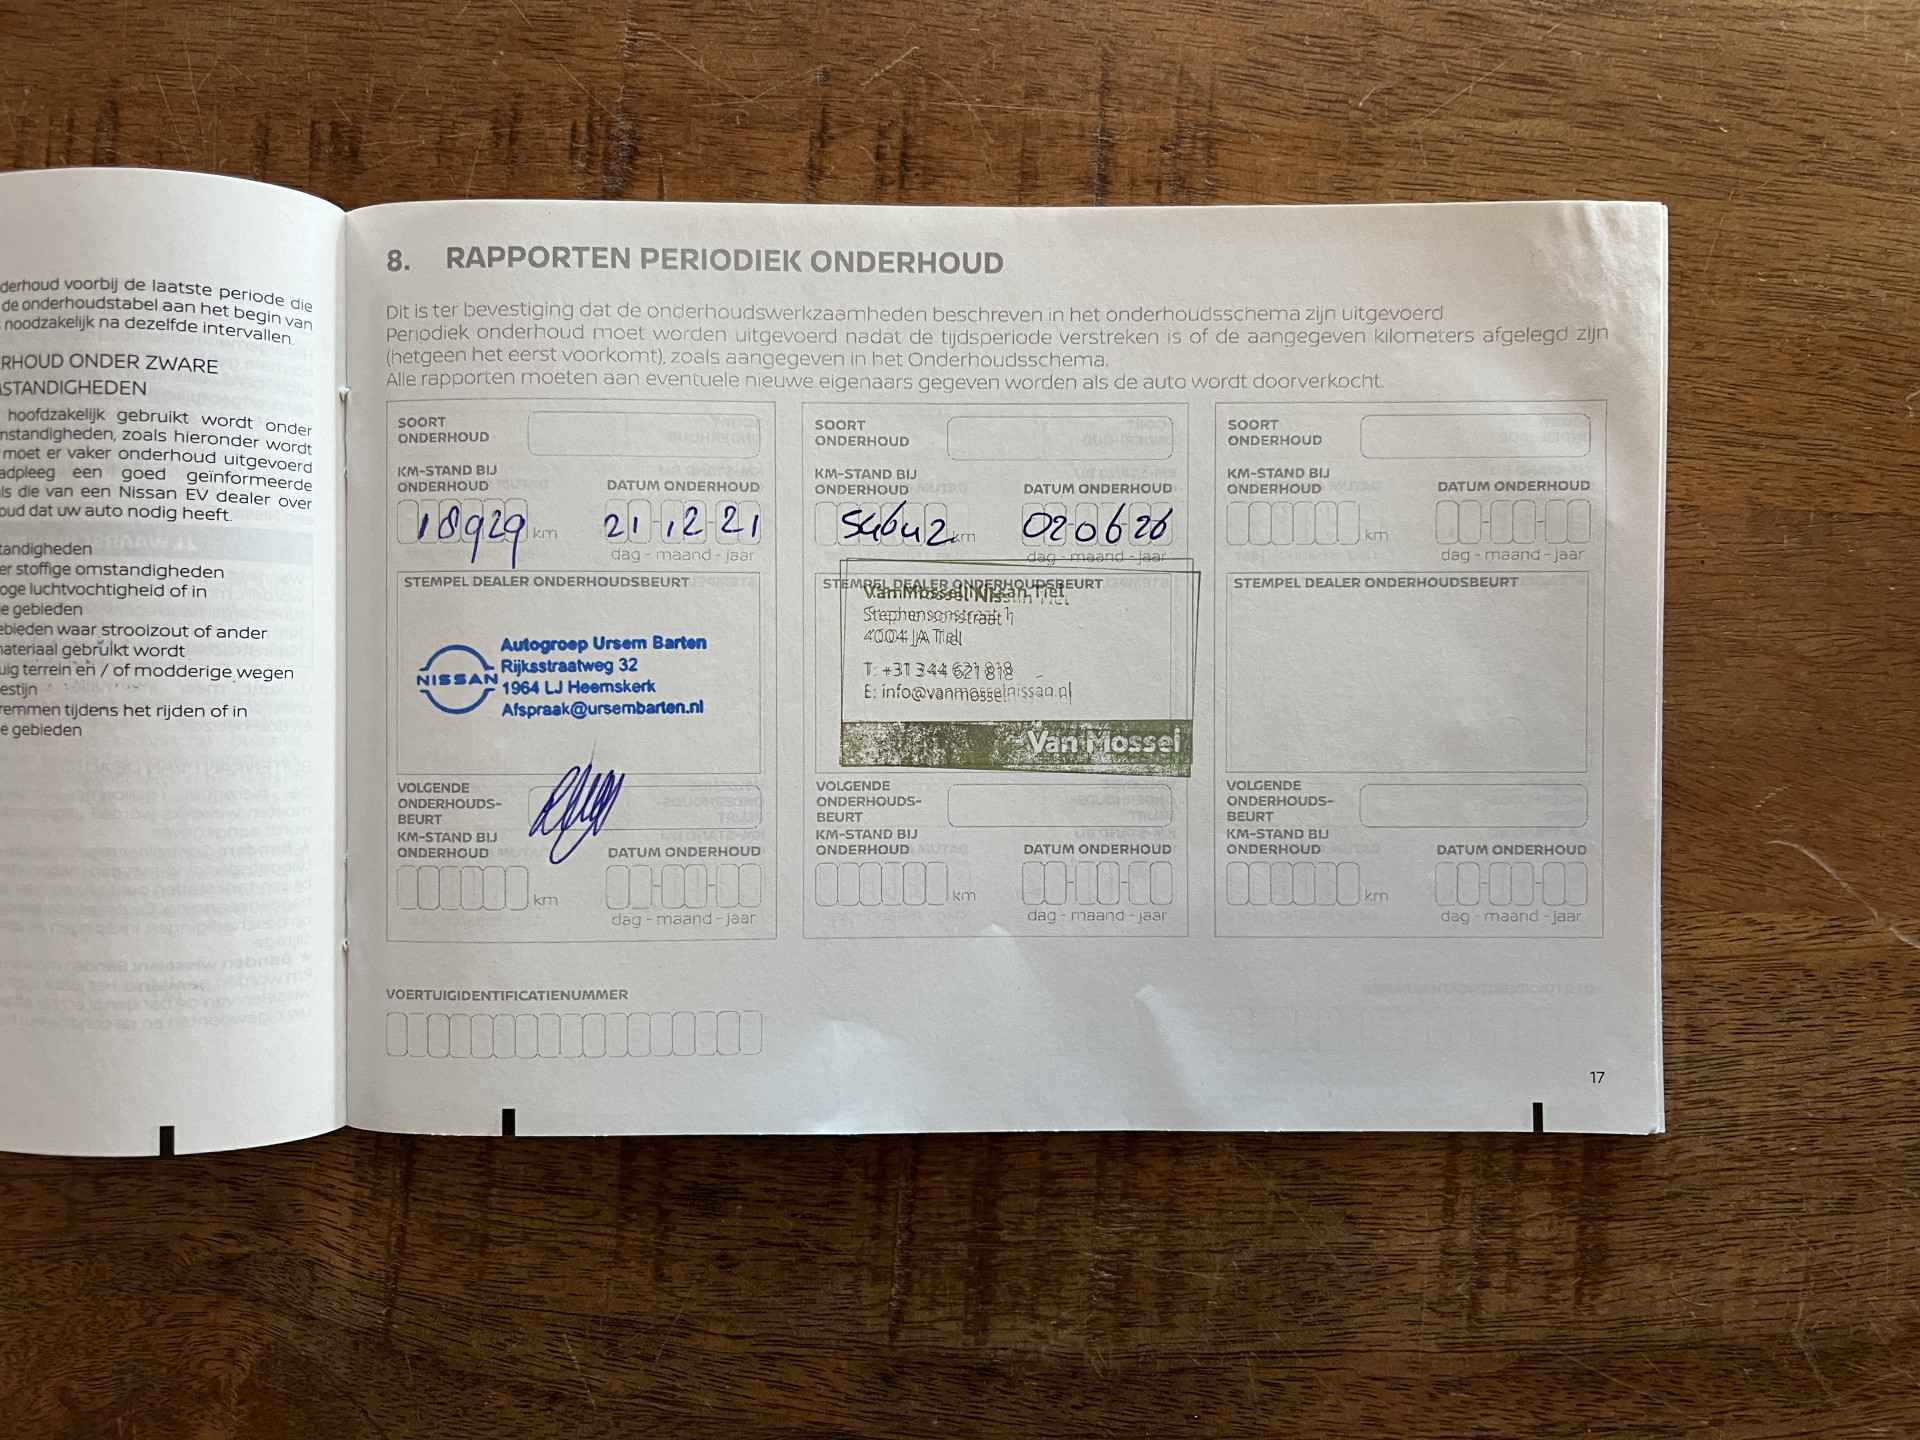 derhoud voorbij de laatste periode die
de onderhoudstabel aan het begin van
noodzakelijk na dezelfde intervallen.
RHOUD ONDER ZWARE
STANDIGHEDEN
hoofdzakelijk gebruikt wordt onder
nstandigheden, zoals hieronder wordt
moet er vaker onderhoud uitgevoerd
adpleeg een goed geïnformeerde
ls die van een Nissan EV dealer over
oud dat uw auto nodig heeft.
tandigheden
er stoffige omstandigheden
oge luchtvochtigheid of in
e gebieden
ebieden waar strooizout of ander
materiaal gebruikt wordt
uig terrein en / of modderige wegen
estijn
remmen tijdens het rijden of in
e gebieden
8. RAPPORTEN PERIODIEK ONDERHOUD
Dit is ter bevestiging dat de onderhoudswerkzaamheden beschreven in het onderhoudsschema zijn uitgevoerd
Periodiek onderhoud moet worden uitgevoerd nadat de tijdsperiode verstreken is of de aangegeven kilometers afgelegd zijn
(hetgeen het eerst voorkomt), zoals aangegeven in het Onderhoudsschema.
Alle rapporten moeten aan eventuele nieuwe eigenaars gegeven worden als de auto wordt doorverkocht.
SOORT
ONDERHOUD
KM-STAND BIJ
ONDERHOUD
DATUM ONDERHOUD
18929 km
21-12-21
dag - maand - jaar
STEMPEL DEALER ONDERHOUDSBEURT
NISSAN
Autogroep Ursem Barten
Rijksstraatweg 32
1964 LJ Heemskerk
Afspraak@ursembarten.nl
VOLGENDE
ONDERHOUDS-
BEURT
KM-STAND BIJ
ONDERHOUD
DATUM ONDERHOUD
km
dag - maand - jaar
SOORT
ONDERHOUD
KM-STAND BIJ
ONDERHOUD
DATUM ONDERHOUD
54642 km
02-06-26
dag - maand - jaar
STEMPEL DEALER ONDERHOUDSBEURT
Van Mossel Nissan Tiel
Stephensonstraat 1
4004 JA Tiel
T: +31 344 621 818
E: info@vanmosselnissan.nl
Van Mossel
VOLGENDE
ONDERHOUDS-
BEURT
KM-STAND BIJ
ONDERHOUD
DATUM ONDERHOUD
km
dag - maand - jaar
SOORT
ONDERHOUD
KM-STAND BIJ
ONDERHOUD
DATUM ONDERHOUD
km
dag - maand - jaar
STEMPEL DEALER ONDERHOUDSBEURT
VOLGENDE
ONDERHOUDS-
BEURT
KM-STAND BIJ
ONDERHOUD
DATUM ONDERHOUD
km
dag - maand - jaar
VOERTUIGIDENTIFICATIENUMMER
17